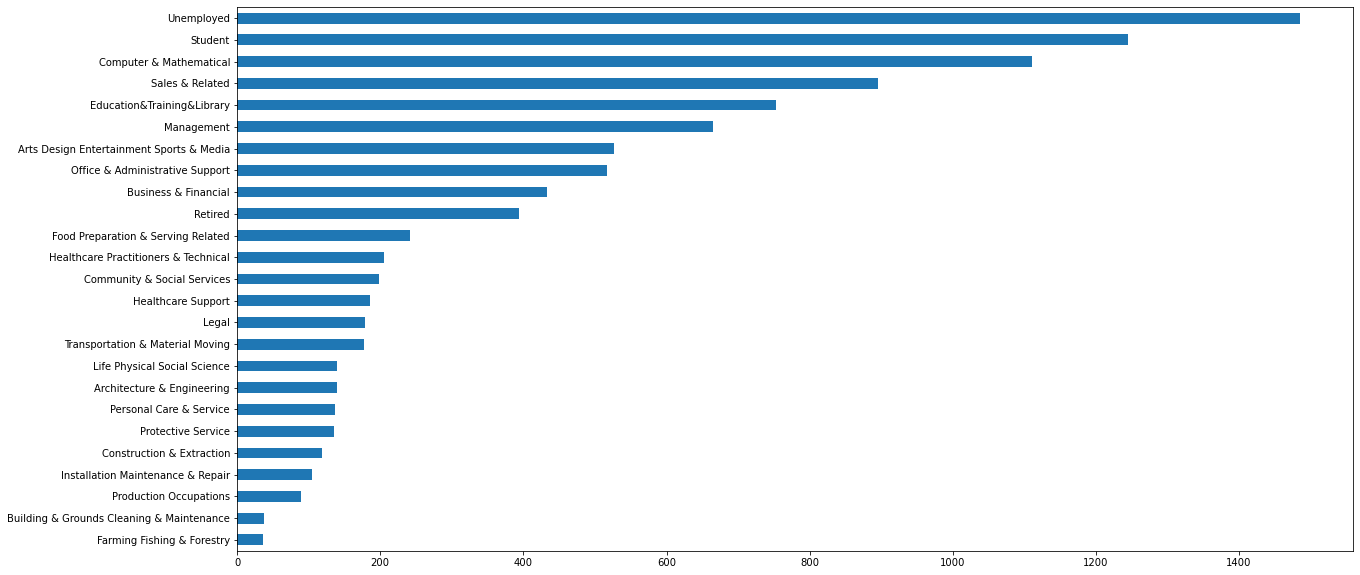 Unemployed
Student
Computer & Mathematical
Sales & Related
Education&Training&Library
Management
Arts Design Entertainment Sports & Media
Office & Administrative Support
Business & Financial
Retired
Food Preparation & Serving Related
Healthcare Practitioners & Technical
Community & Social Services
Healthcare Support
Legal
Transportation & Material Moving
Life Physical Social Science
Architecture & Engineering
Personal Care & Service
Protective Service
Construction & Extraction
Installation Maintenance & Repair
Production Occupations
Building & Grounds Cleaning & Maintenance
Farming Fishing & Forestry
0 200 400 600 800 1000 1200 1400